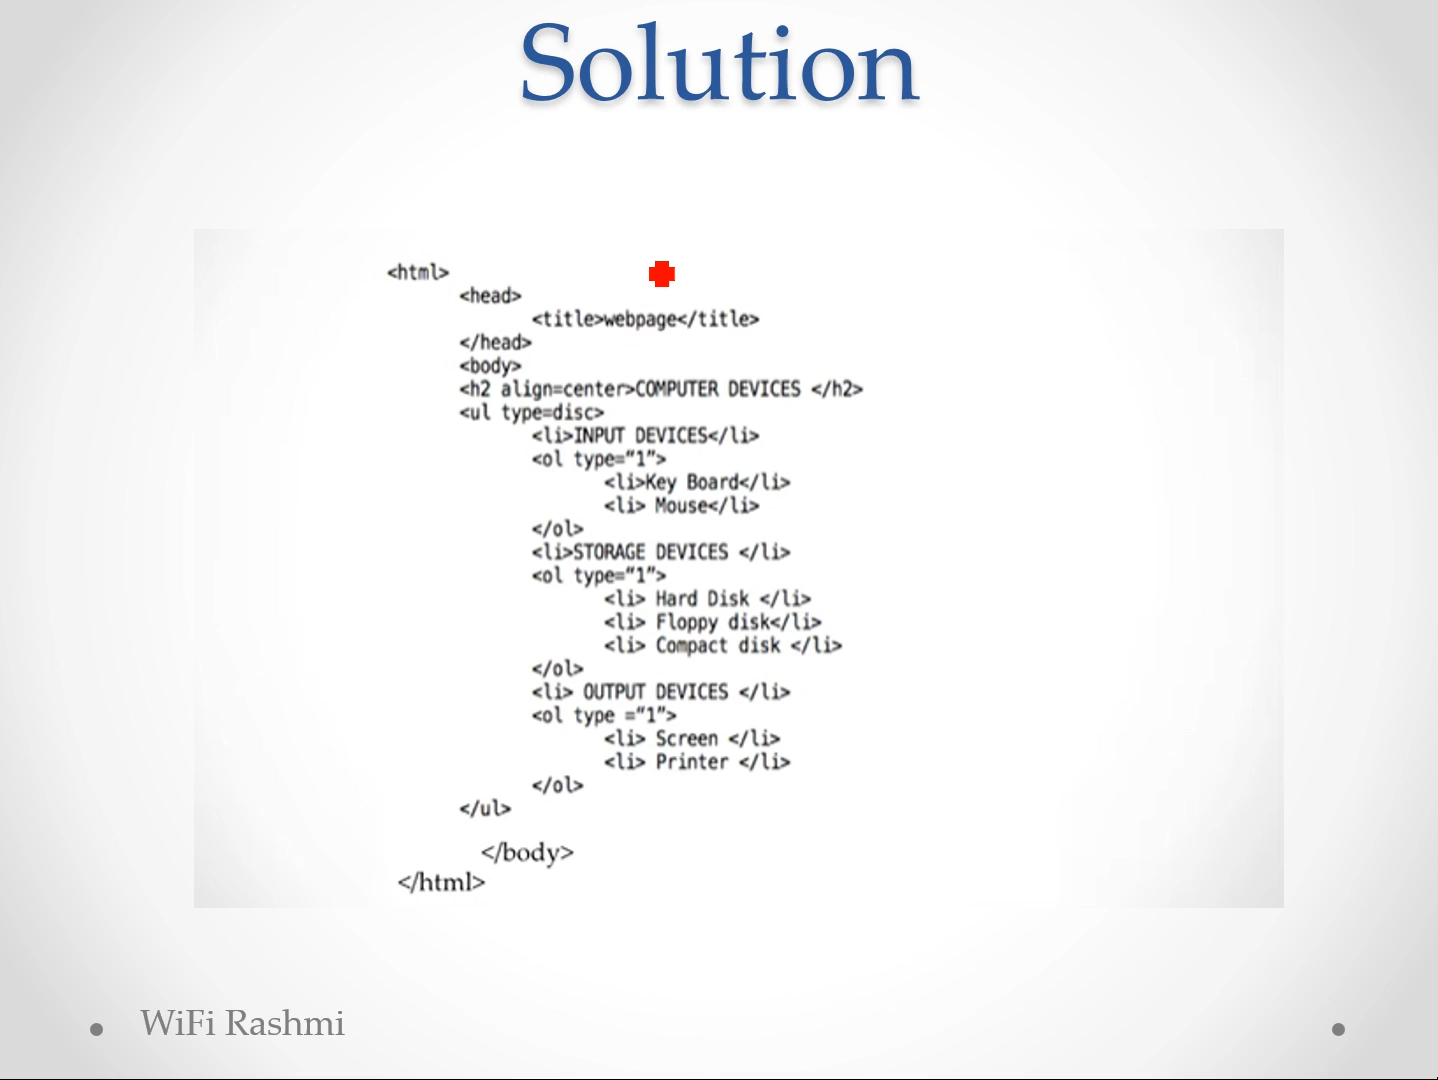 Solution
<html>
<head>
<title>webpage</title>
</head>
<body>
<h2 align=center>COMPUTER DEVICES </h2>
<ul type=disc>
<li>INPUT DEVICES</li>
<ol type=“1”>
<li>Key Board</li>
<li> Mouse</li>
</ol>
<li>STORAGE DEVICES </li>
<ol type=“1”>
<li> Hard Disk </li>
<li> Floppy disk</li>
<li> Compact disk </li>
</ol>
<li> OUTPUT DEVICES </li>
<ol type =“1”>
<li> Screen </li>
<li> Printer </li>
</ol>
</ul>
</body>
</html>
WiFi Rashmi